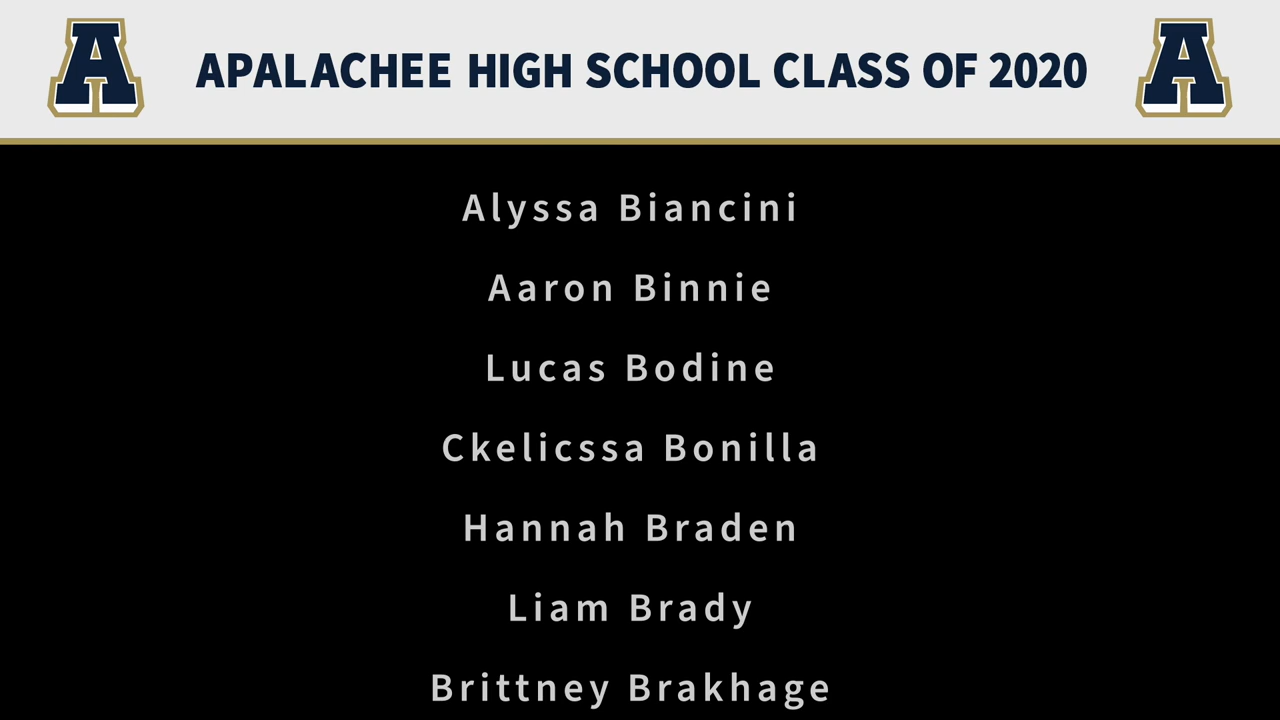 A APALACHEE HIGH SCHOOL CLASS OF 2020 A
Alyssa Biancini
Aaron Binnie
Lucas Bodine
Ckelicssa Bonilla
Hannah Braden
Liam Brady
Brittney Brakhage